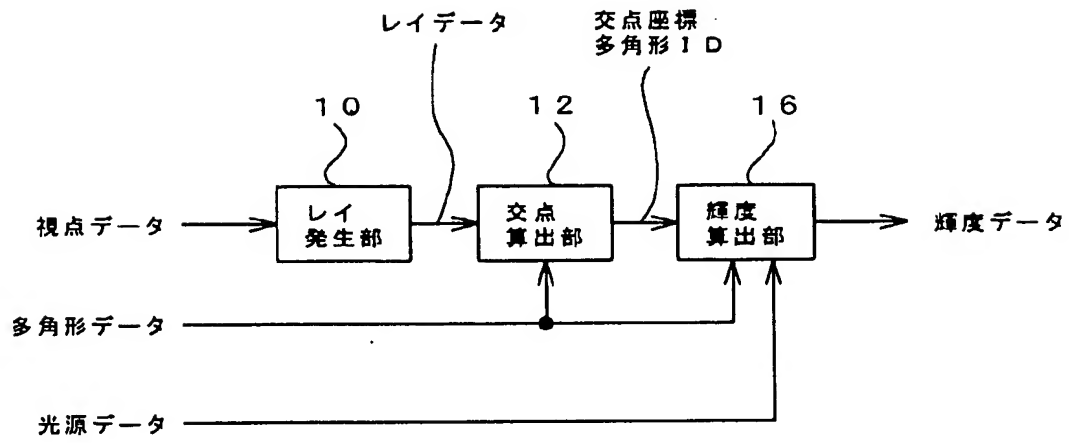 レイデータ
交点座標
多角形ID
10
12
16
視点データ
レイ
発生部
交点
算出部
輝度
算出部
輝度データ
多角形データ
光源データ